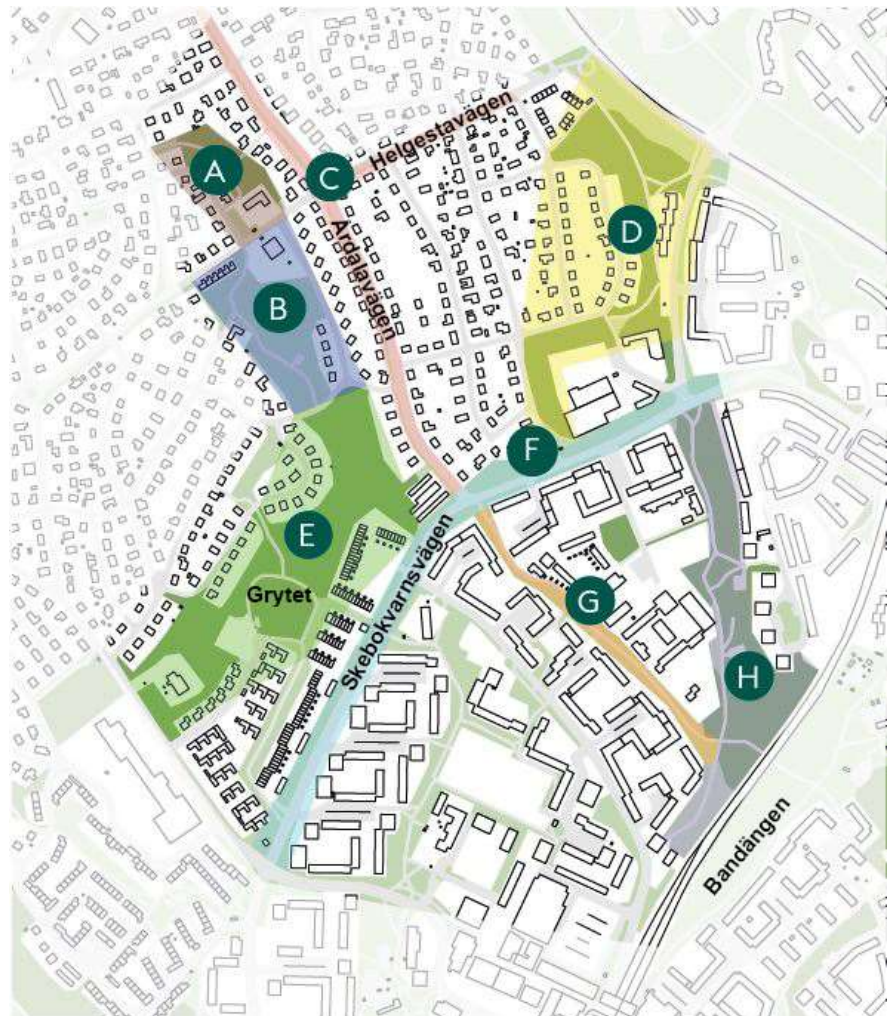 Helgestavägen
A
C
D
Årdalavägen
B
F
E
Grytet
Skebokvarnsvägen
G
H
Bandängen